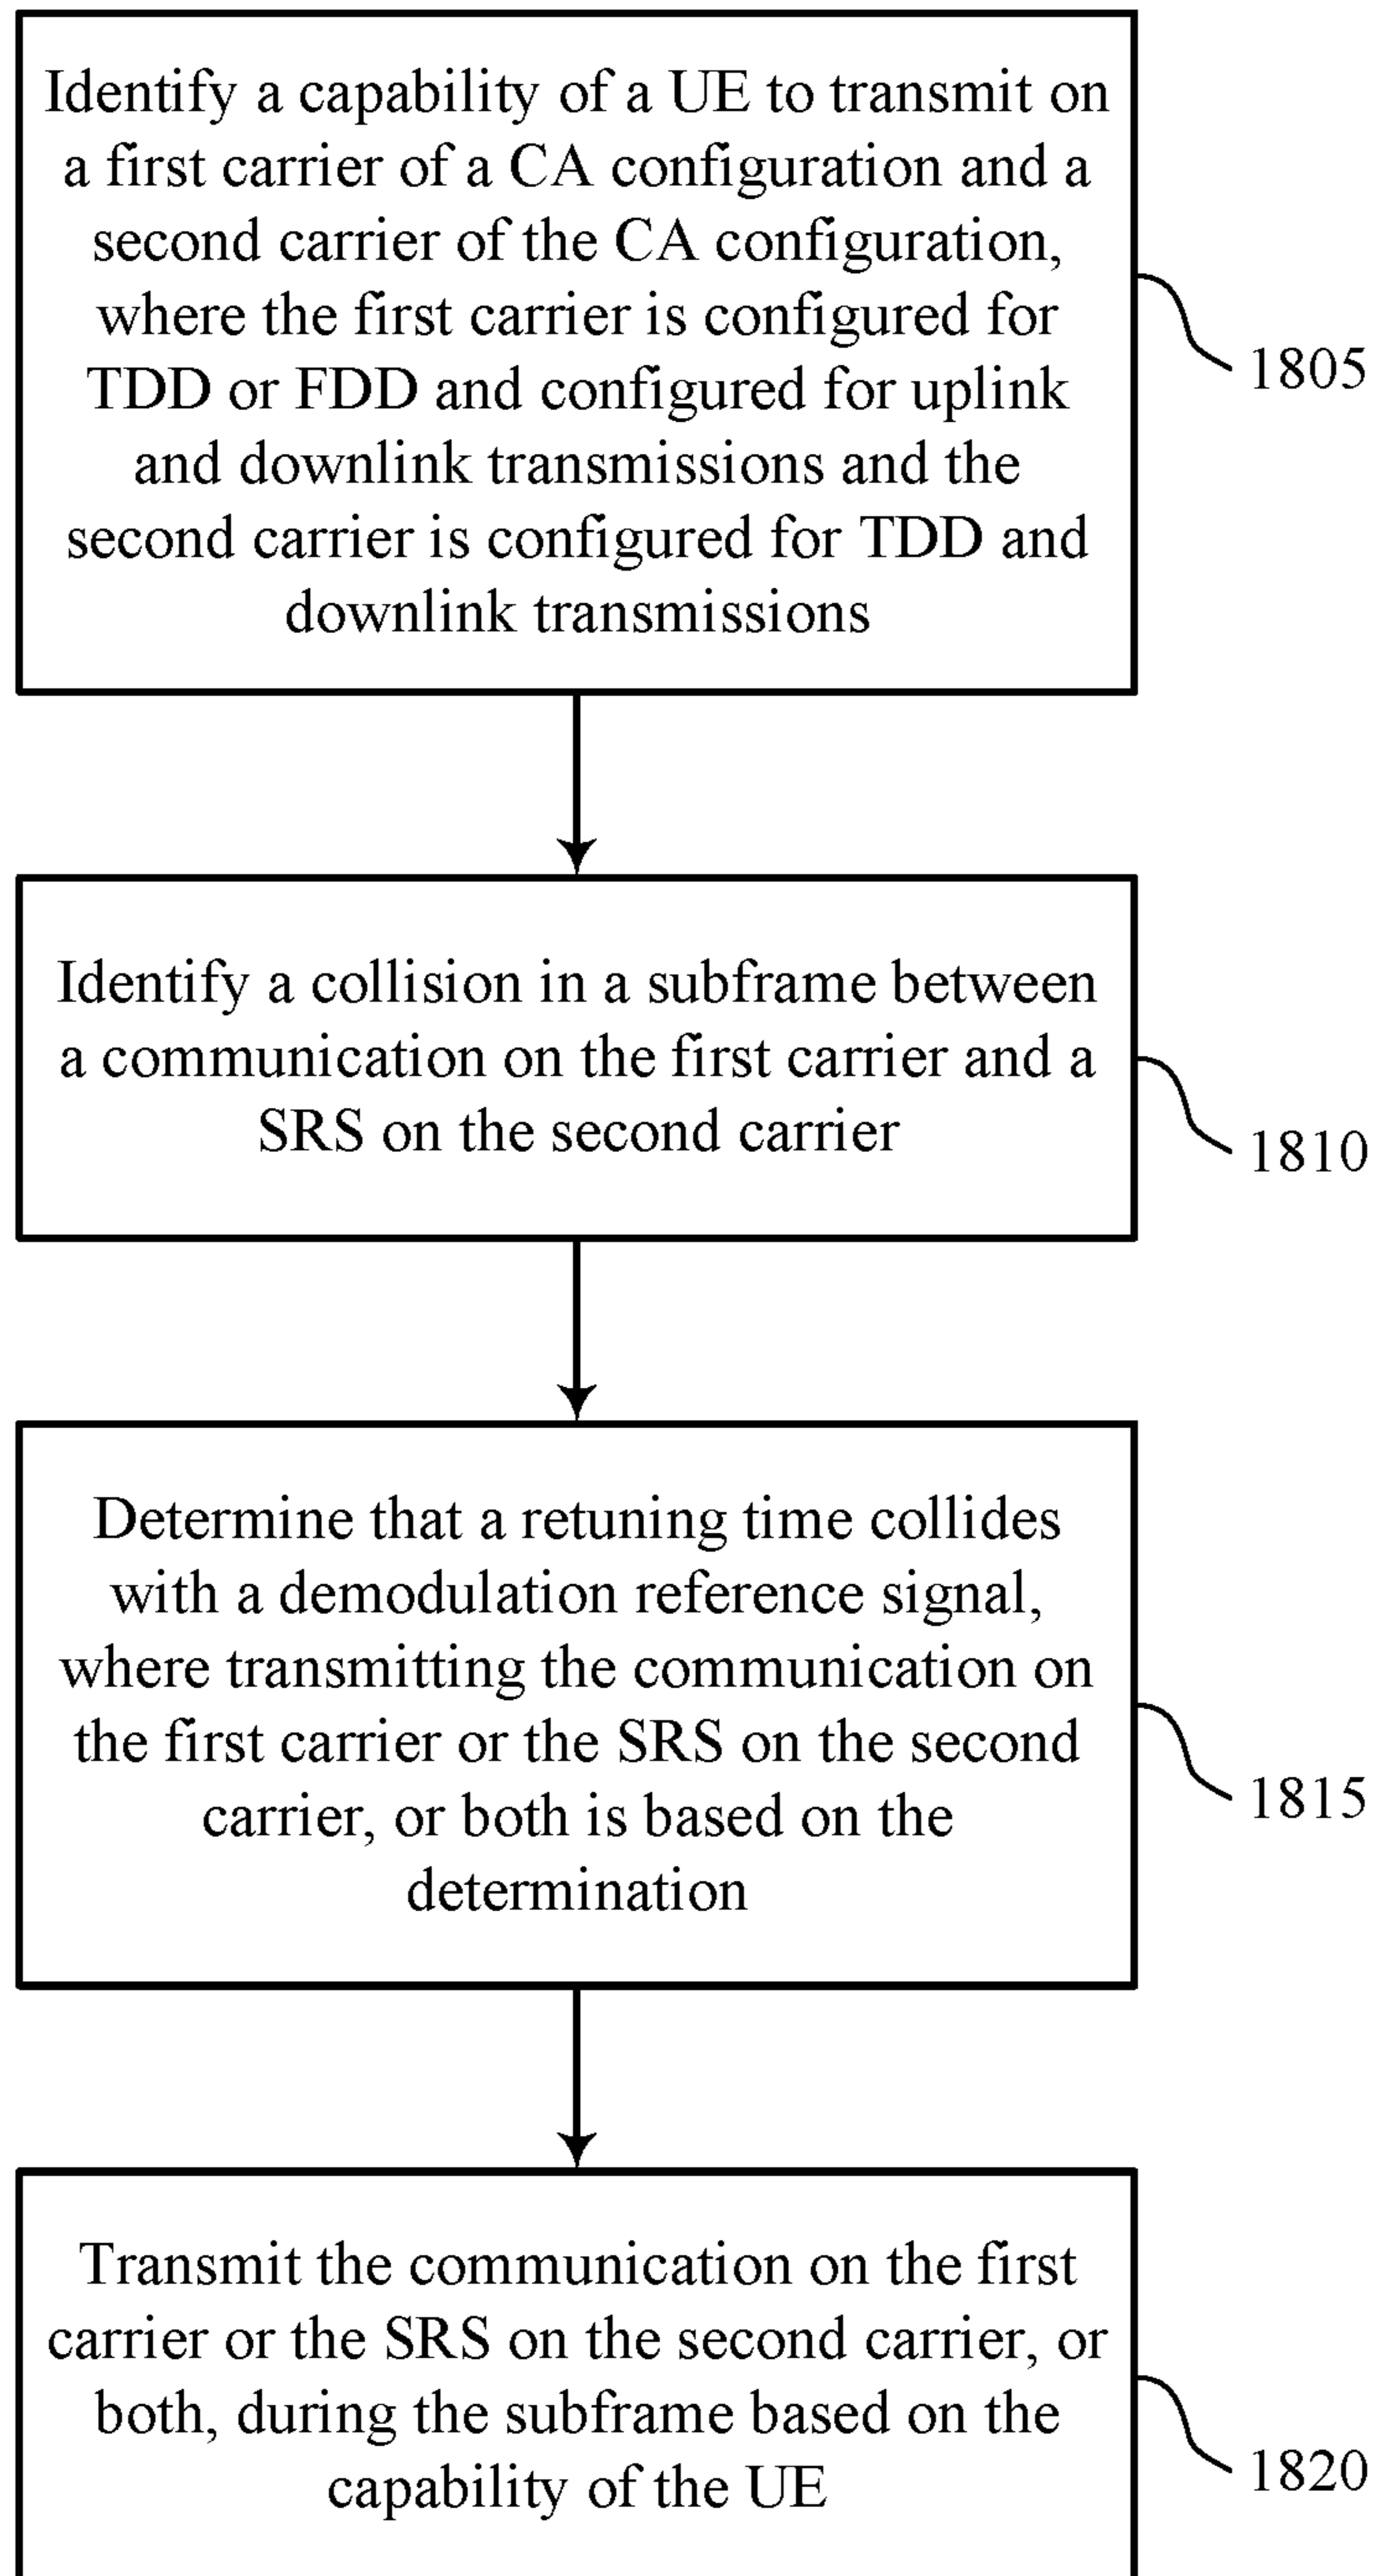 Identify a capability of a UE to transmit on
a first carrier of a CA configuration and a
second carrier of the CA configuration,
where the first carrier is configured for
TDD or FDD and configured for uplink
and downlink transmissions and the
second carrier is configured for TDD and
downlink transmissions
1805
Identify a collision in a subframe between
a communication on the first carrier and a
SRS on the second carrier
1810
Determine that a retuning time collides
with a demodulation reference signal,
where transmitting the communication on
the first carrier or the SRS on the second
carrier, or both is based on the
determination
1815
Transmit the communication on the first
carrier or the SRS on the second carrier, or
both, during the subframe based on the
capability of the UE
1820